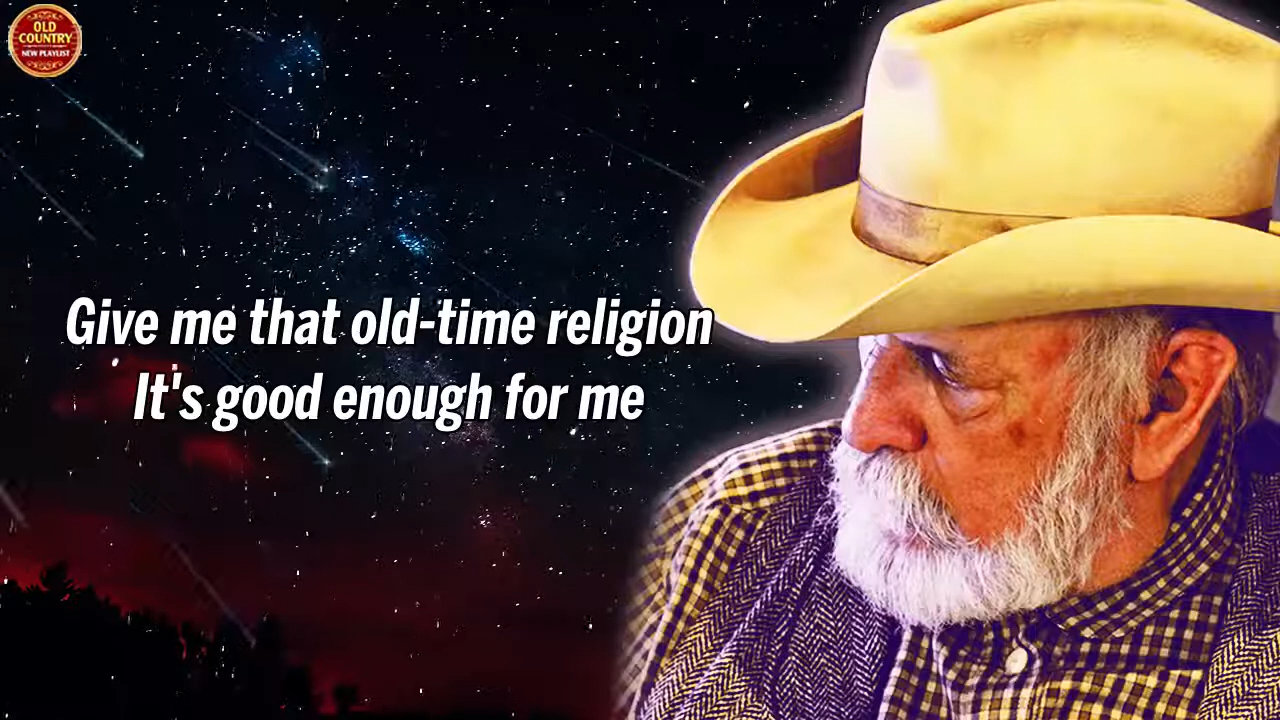 OLD
COUNTRY
NEW PLAYLIST
Give me that old-time religion
It's good enough for me